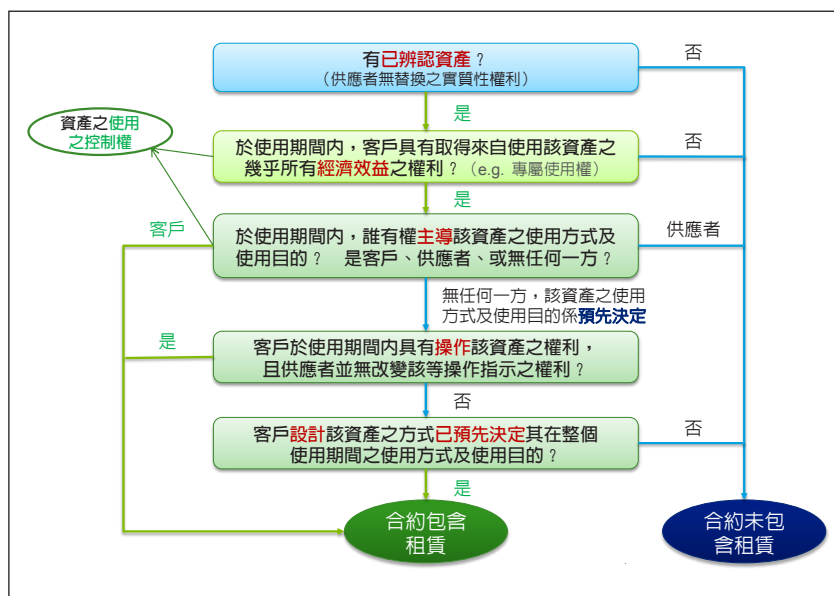 有已辨認資產？
（供應者無替換之實質性權利）
否
是
資產之使用
之控制權
於使用期間內，客戶具有取得來自使用該資產之
幾乎所有經濟效益之權利？（e.g. 專屬使用權）
否
是
客戶
於使用期間內，誰有權主導該資產之使用方式及
使用目的？ 是客戶、供應者、或無任何一方？
供應者
無任何一方，該資產之使用
方式及使用目的係預先決定
是
客戶於使用期間內具有操作該資產之權利，
且供應者並無改變該等操作指示之權利？
否
客戶設計該資產之方式已預先決定其在整個
使用期間之使用方式及使用目的？
否
是
合約包含
租賃
合約未包
含租賃